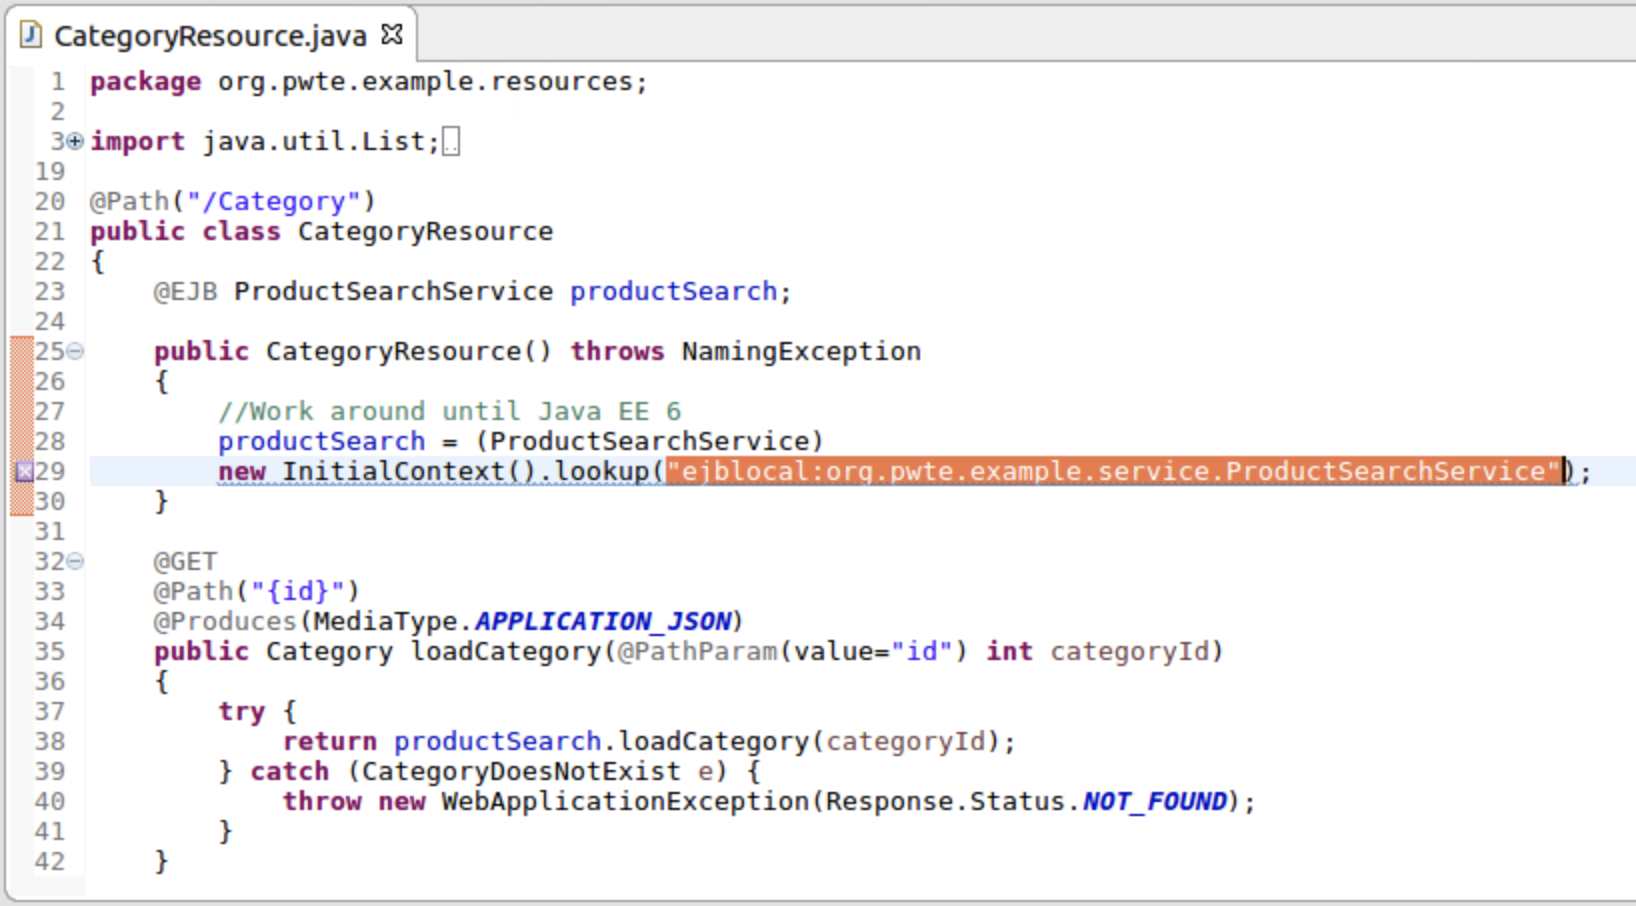 CategoryResource.java
1 package org.pwte.example.resources;
2
3 import java.util.List;
19
20 @Path("/Category")
21 public class CategoryResource
22 {
23     @EJB ProductSearchService productSearch;
24
25     public CategoryResource() throws NamingException
26     {
27         //Work around until Java EE 6
28         productSearch = (ProductSearchService)
29         new InitialContext().lookup("ejblocal:org.pwte.example.service.ProductSearchService");
30     }
31
32     @GET
33     @Path("{id}")
34     @Produces(MediaType.APPLICATION_JSON)
35     public Category loadCategory(@PathParam(value="id") int categoryId)
36     {
37         try {
38             return productSearch.loadCategory(categoryId);
39         } catch (CategoryDoesNotExist e) {
40             throw new WebApplicationException(Response.Status.NOT_FOUND);
41         }
42     }